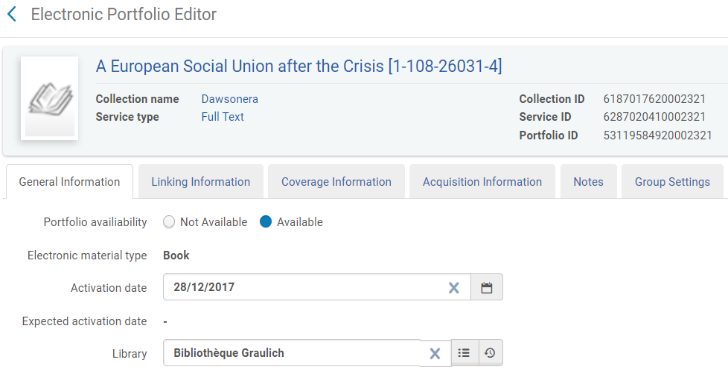 Electronic Portfolio Editor
A European Social Union after the Crisis [1-108-26031-4]
Collection name Dawsonera Collection ID 6187017620002321
Service type Full Text Service ID 6287020410002321
Portfolio ID 53119584920002321
General Information Linking Information Coverage Information Acquisition Information Notes Group Settings
Portfolio availiability Not Available Available
Electronic material type Book
Activation date 28/12/2017
Expected activation date -
Library Bibliothèque Graulich